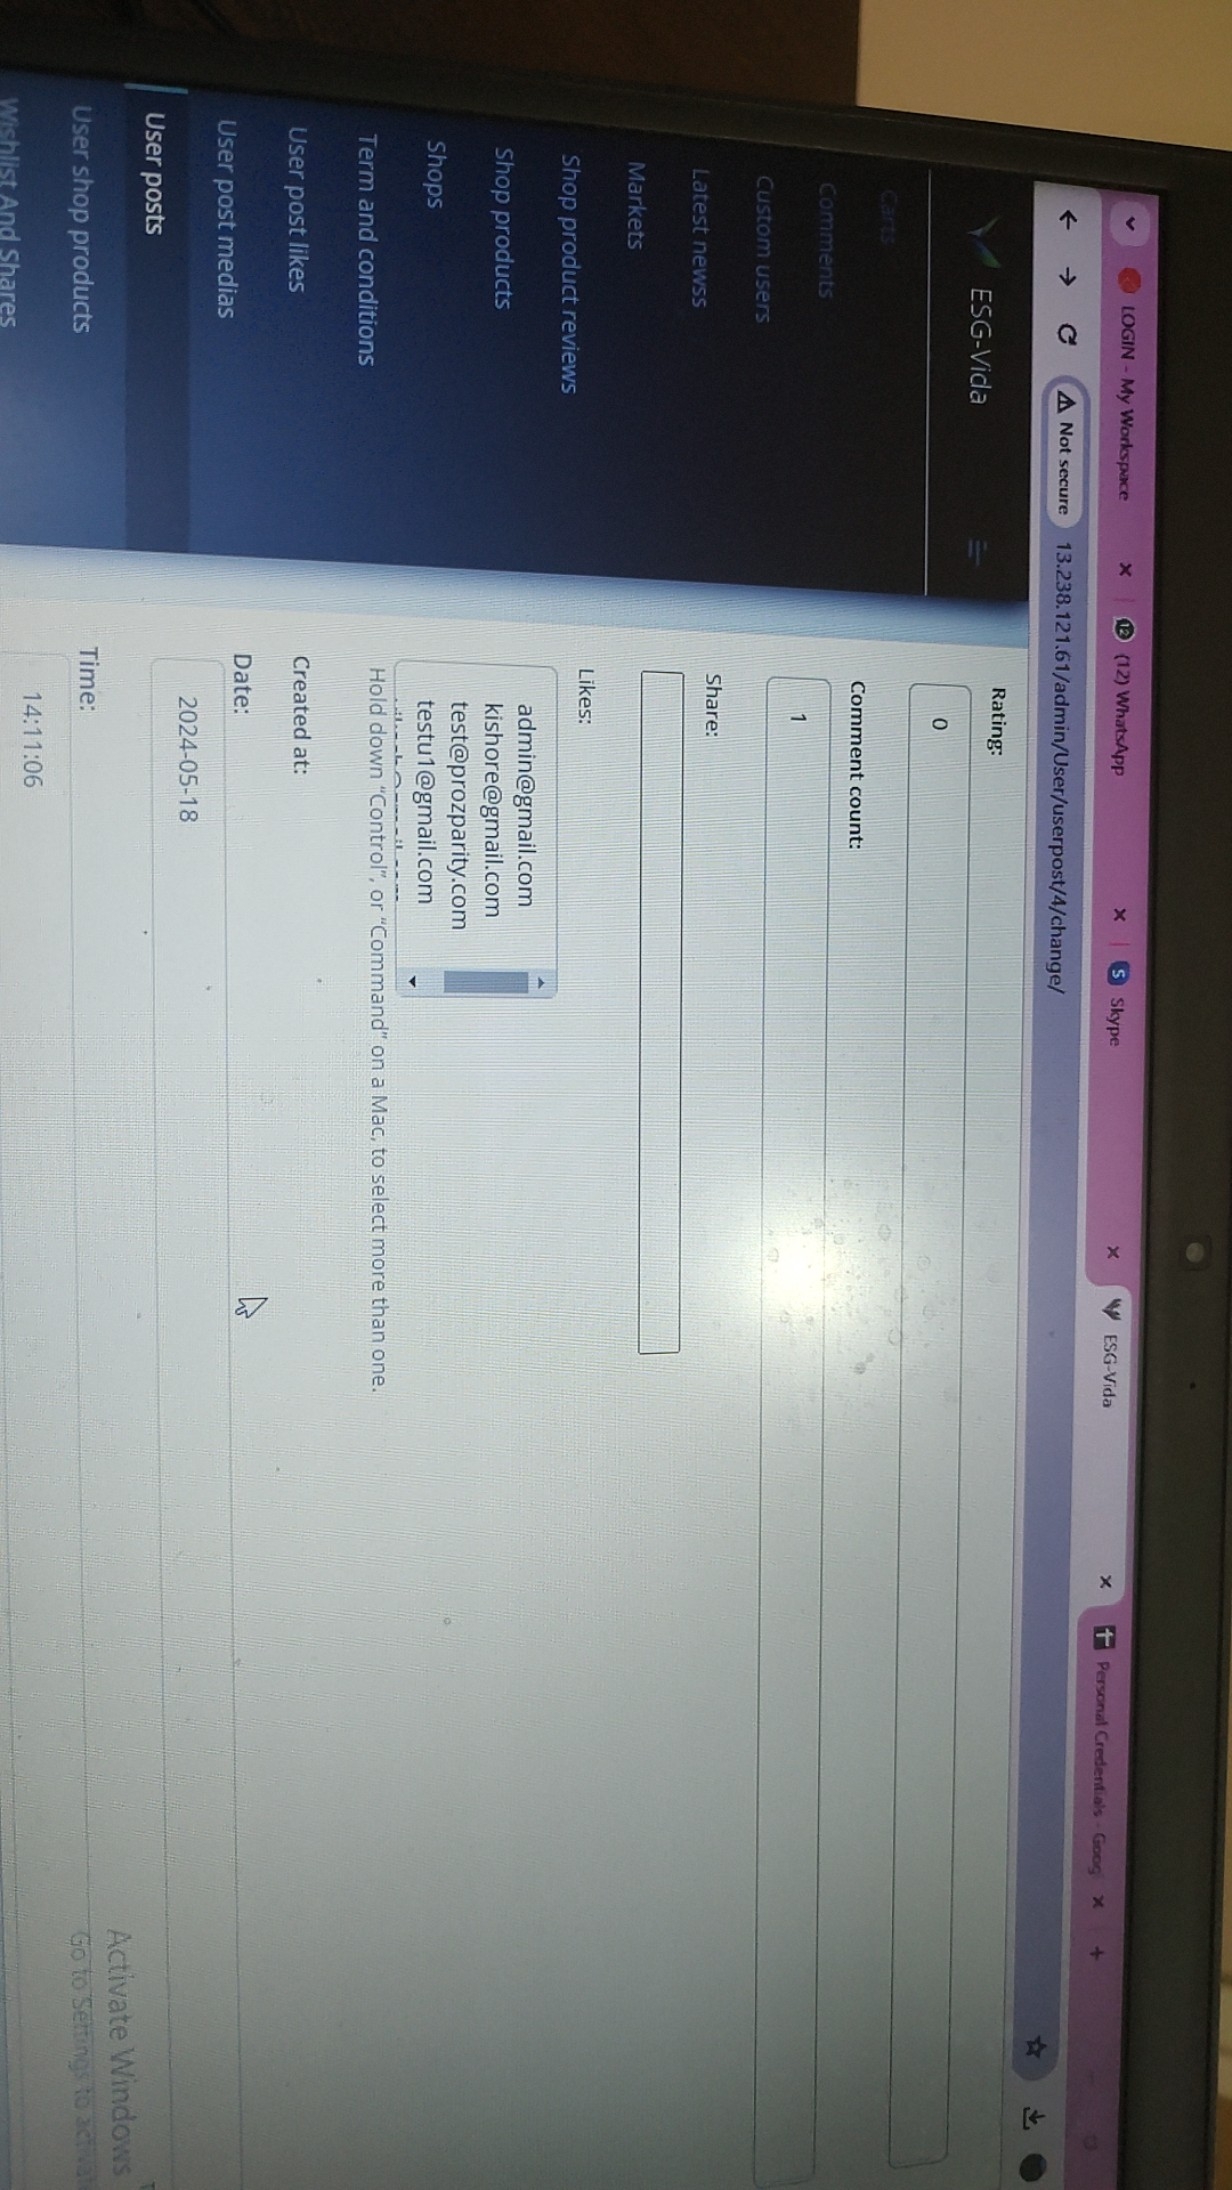 LOGIN - My Workspace
(12) WhatsApp
Skype
ESG-Vida
Personal Credentials - Goog
Not secure
13.238.121.61/admin/User/userpost/4/change/
ESG-Vida
Carts
Comments
Custom users
Latest newss
Markets
Shop product reviews
Shop products
Shops
Term and conditions
User post likes
User post medias
User posts
User shop products
Wishlist And Shares
Rating:
0
Comment count:
1
Share:
Likes:
admin@gmail.com
kishore@gmail.com
test@prozparity.com
testu1@gmail.com
Hold down "Control", or "Command" on a Mac, to select more than one.
Created at:
Date:
2024-05-18
Time:
14:11:06
Activate Windows
Go to Settings to activat